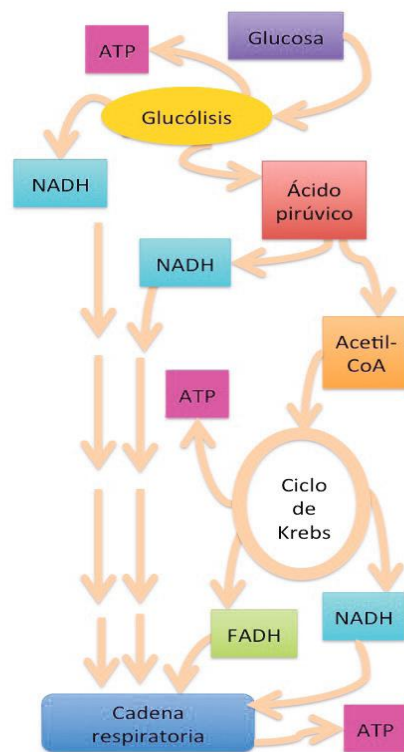 Glucosa
ATP
Glucólisis
NADH
Ácido
pirúvico
NADH
Acetil-
CoA
ATP
Ciclo
de
Krebs
FADH
NADH
Cadena
respiratoria
ATP